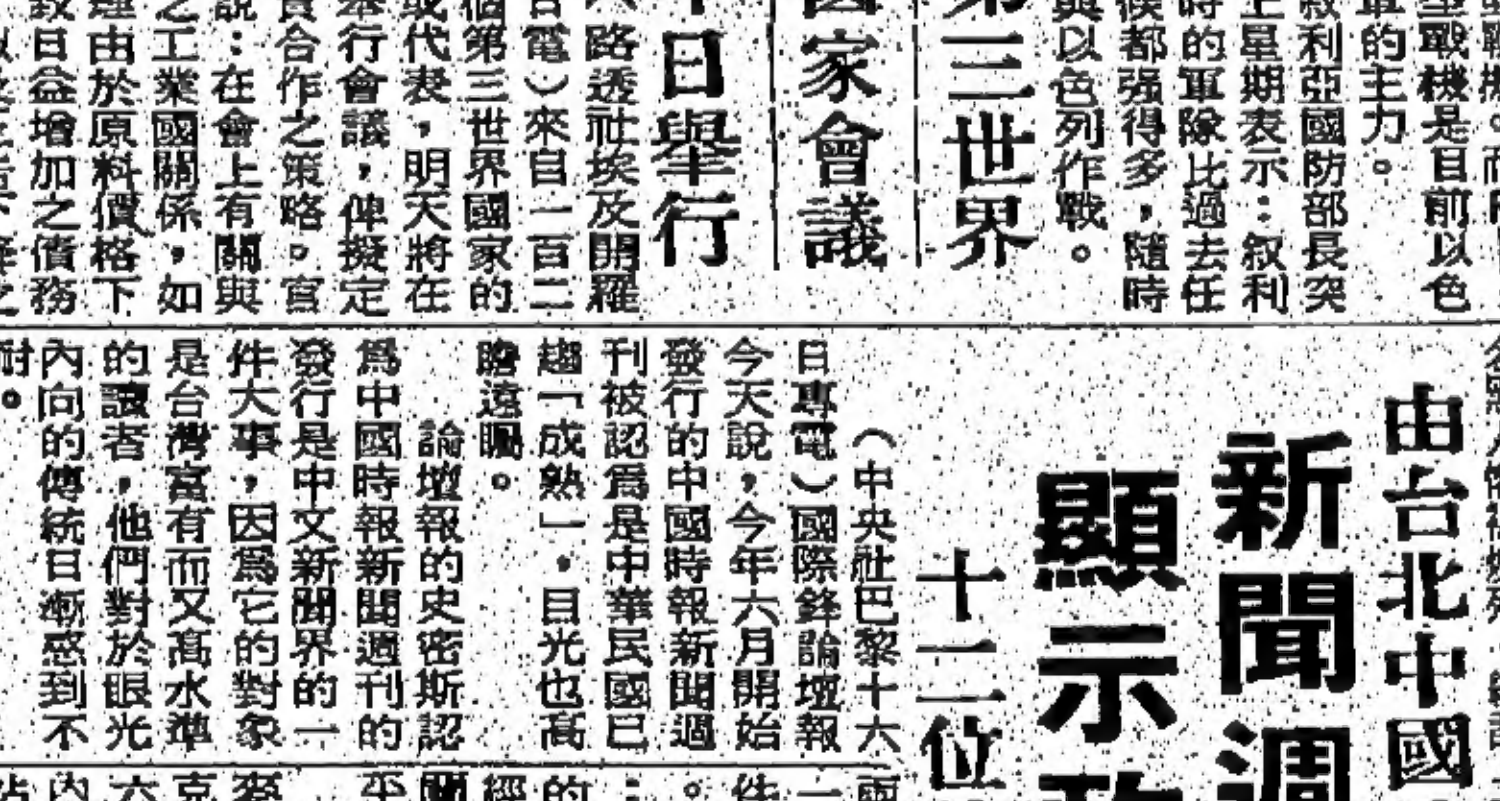 型戰機是目前以色
軍的主力。
叙利亞國防部長突
上星期表示：叙利
時的軍隊比過去任
候都强得多，隨時
與以色列作戰。
第三世界
國家會議
日舉行
路透社埃及開羅
日電）來自一百二
個第三世界國家的
或代表，明天將在
舉行會議，俾擬定
貿合作之策略。官
說：在會上有關與
之工業國關係，如
理由於原料價格下
致日益增加之債務
由台北中國
新聞週
顯示
十二位
（中央社巴黎十六
日專電）國際鋒論壇報
今天說，今年六月開始
發行的中國時報新聞週
刊被認爲是中華民國已
趨「成熟」，目光也高
瞻遠矚。
論壇報的史密斯認
爲中國時報新聞週刊的
發行是中文新聞界的一
件大事，因爲它的對象
是台灣富有而又高水準
的讀者，他們對於眼光
內向的傳統日漸感到不
耐。